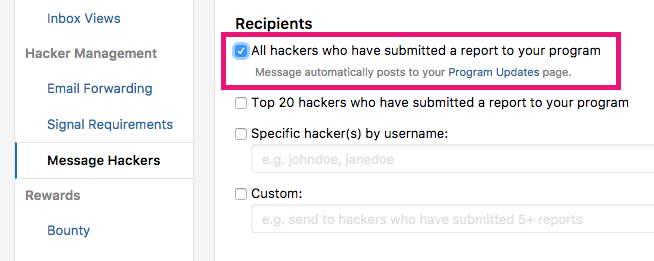 Inbox Views
Hacker Management
Email Forwarding
Signal Requirements
Message Hackers
Rewards
Bounty
Recipients
All hackers who have submitted a report to your program
Message automatically posts to your Program Updates page.
Top 20 hackers who have submitted a report to your program
Specific hacker(s) by username:
e.g. johndoe, janedoe
Custom:
e.g. send to hackers who have submitted 5+ reports